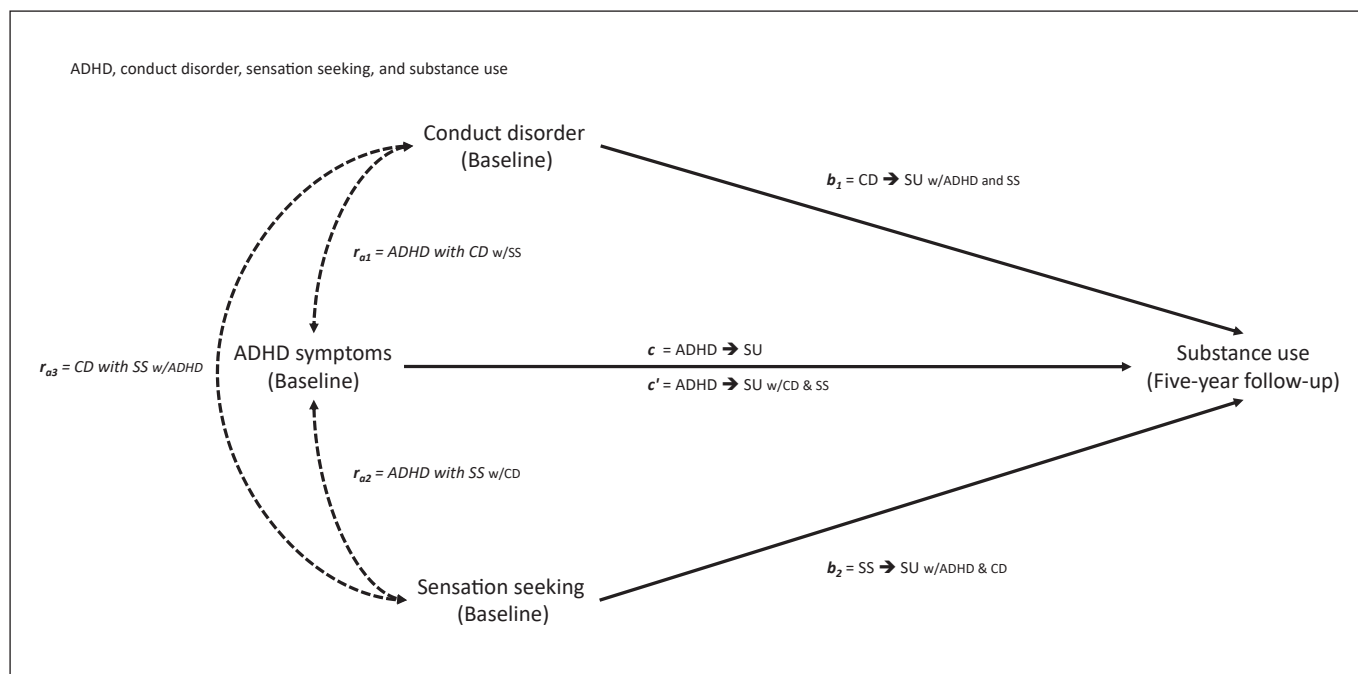 ADHD, conduct disorder, sensation seeking, and substance use
Conduct disorder
(Baseline)
b1 = CD ➔ SU w/ADHD and SS
ra1 = ADHD with CD w/SS
ra3 = CD with SS w/ADHD
ADHD symptoms
(Baseline)
c = ADHD ➔ SU
c' = ADHD ➔ SU w/CD & SS
Substance use
(Five-year follow-up)
ra2 = ADHD with SS w/CD
b2 = SS ➔ SU w/ADHD & CD
Sensation seeking
(Baseline)